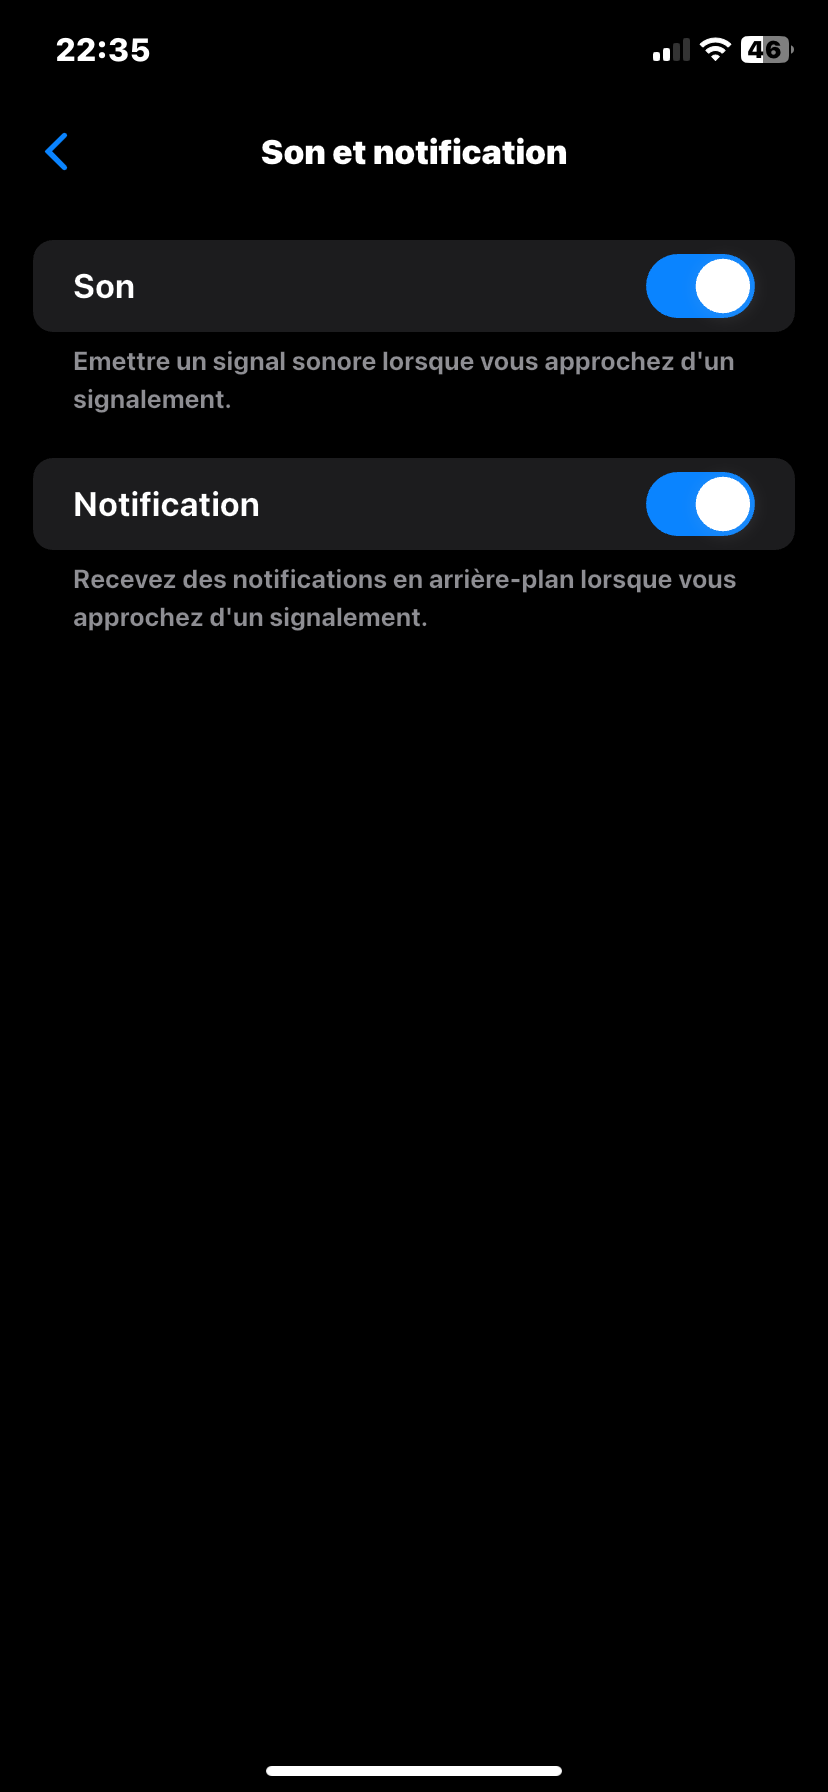 22:35
46
Son et notification
Son
Emettre un signal sonore lorsque vous approchez d'un
signalement.
Notification
Recevez des notifications en arrière-plan lorsque vous
approchez d'un signalement.